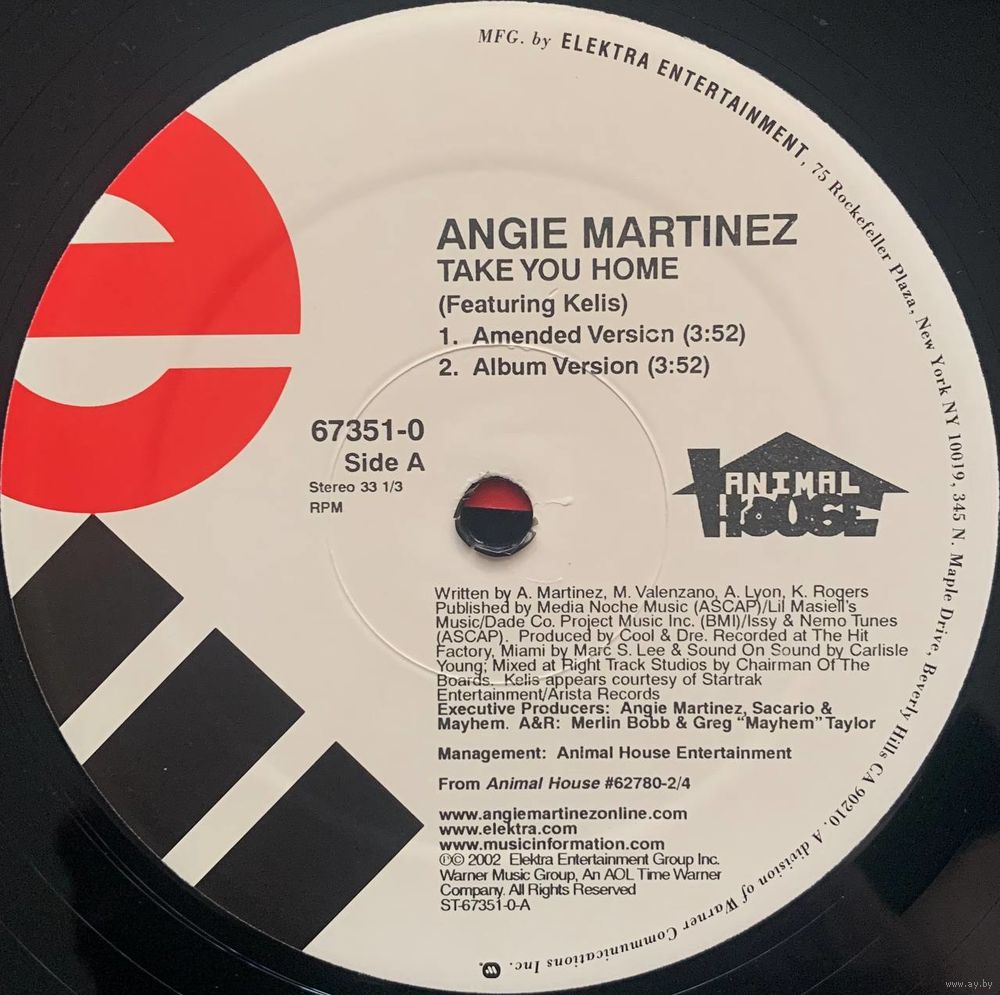 MFG. by ELEKTRA ENTERTAINMENT, 75 Rockefeller Plaza, New York NY 10019, 345 N. Maple Drive, Beverly Hills CA 90210. A division of Warner Communications Inc.
e
ANGIE MARTINEZ
TAKE YOU HOME
(Featuring Kelis)
1. Amended Version (3:52)
2. Album Version (3:52)
67351-0
Side A
Stereo 33 1/3
RPM
ANIMAL
HOUSE
Written by A. Martinez, M. Valenzano, A. Lyon, K. Rogers
Published by Media Noche Music (ASCAP)/Lil Masiell's
Music/Dade Co. Project Music Inc. (BMI)/Issy & Nemo Tunes
(ASCAP). Produced by Cool & Dre. Recorded at The Hit
Factory, Miami by Marc S. Lee & Sound On Sound by Carlisle
Young; Mixed at Right Track Studios by Chairman Of The
Boards. Kelis appears courtesy of Startrak
Entertainment/Arista Records
Executive Producers: Angie Martinez, Sacario &
Mayhem. A&R: Merlin Bobb & Greg “Mayhem” Taylor
Management: Animal House Entertainment
From Animal House #62780-2/4
www.angiemartinezonline.com
www.elektra.com
www.musicinformation.com
℗© 2002 Elektra Entertainment Group Inc.
Warner Music Group, An AOL Time Warner
Company. All Rights Reserved
ST-67351-0-A
www.ay.by